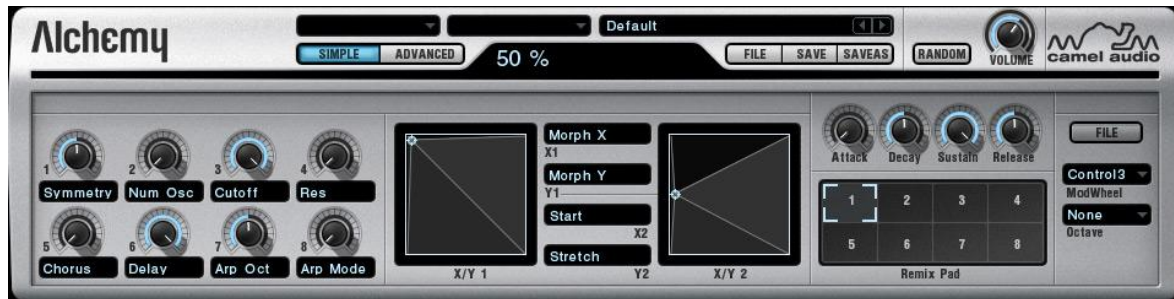 Alchemy
Default
SIMPLE ADVANCED 50 % FILE SAVE SAVEAS RANDOM VOLUME camel audio
1 2 3 4
Symmetry Num Osc Cutoff Res
5 6 7 8
Chorus Delay Arp Oct Arp Mode
X/Y 1
Morph X
X1
Morph Y
Y1
Start
X2
Stretch
Y2
X/Y 2
Attack Decay Sustain Release
1 2 3 4
5 6 7 8
Remix Pad
FILE
Control3
ModWheel
None
Octave